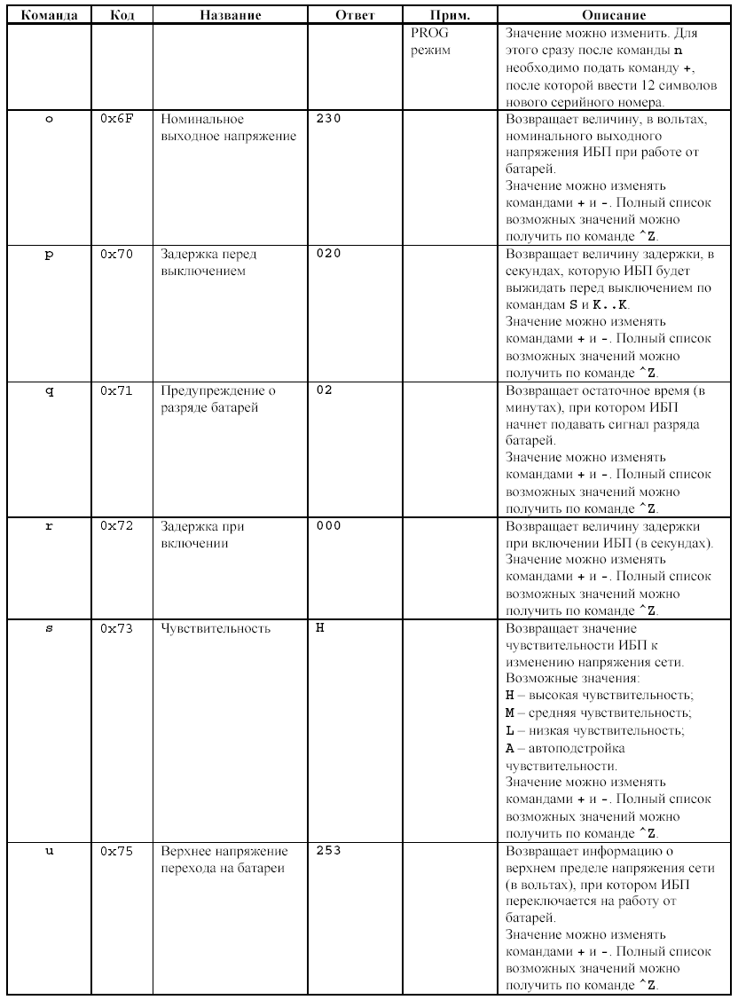 Команда Код Название Ответ Прим. Описание
PROG режим
Значение можно изменить. Для
этого сразу после команды n
необходимо подать команду +,
после которой ввести 12 символов
нового серийного номера.
o 0x6F Номинальное выходное напряжение 230
Возвращает величину, в вольтах,
номинального выходного
напряжения ИБП при работе от
батарей.
Значение можно изменять
командами + и -. Полный список
возможных значений можно
получить по команде ^Z.
p 0x70 Задержка перед выключением 020
Возвращает величину задержки, в
секундах, которую ИБП будет
выжидать перед выключением по
командам S и K..K.
Значение можно изменять
командами + и -. Полный список
возможных значений можно
получить по команде ^Z.
q 0x71 Предупреждение о разряде батарей 02
Возвращает остаточное время (в
минутах), при котором ИБП
начнет подавать сигнал разряда
батарей.
Значение можно изменять
командами + и -. Полный список
возможных значений можно
получить по команде ^Z.
r 0x72 Задержка при включении 000
Возвращает величину задержки
при включении ИБП (в секундах).
Значение можно изменять
командами + и -. Полный список
возможных значений можно
получить по команде ^Z.
s 0x73 Чувствительность H
Возвращает значение
чувствительности ИБП к
изменению напряжения сети.
Возможные значения:
H – высокая чувствительность;
M – средняя чувствительность;
L – низкая чувствительность;
A – автоподстройка
чувствительности.
Значение можно изменять
командами + и -. Полный список
возможных значений можно
получить по команде ^Z.
u 0x75 Верхнее напряжение перехода на батареи 253
Возвращает информацию о
верхнем пределе напряжения сети
(в вольтах), при котором ИБП
переключается на работу от
батарей.
Значение можно изменять
командами + и -. Полный список
возможных значений можно
получить по команде ^Z.